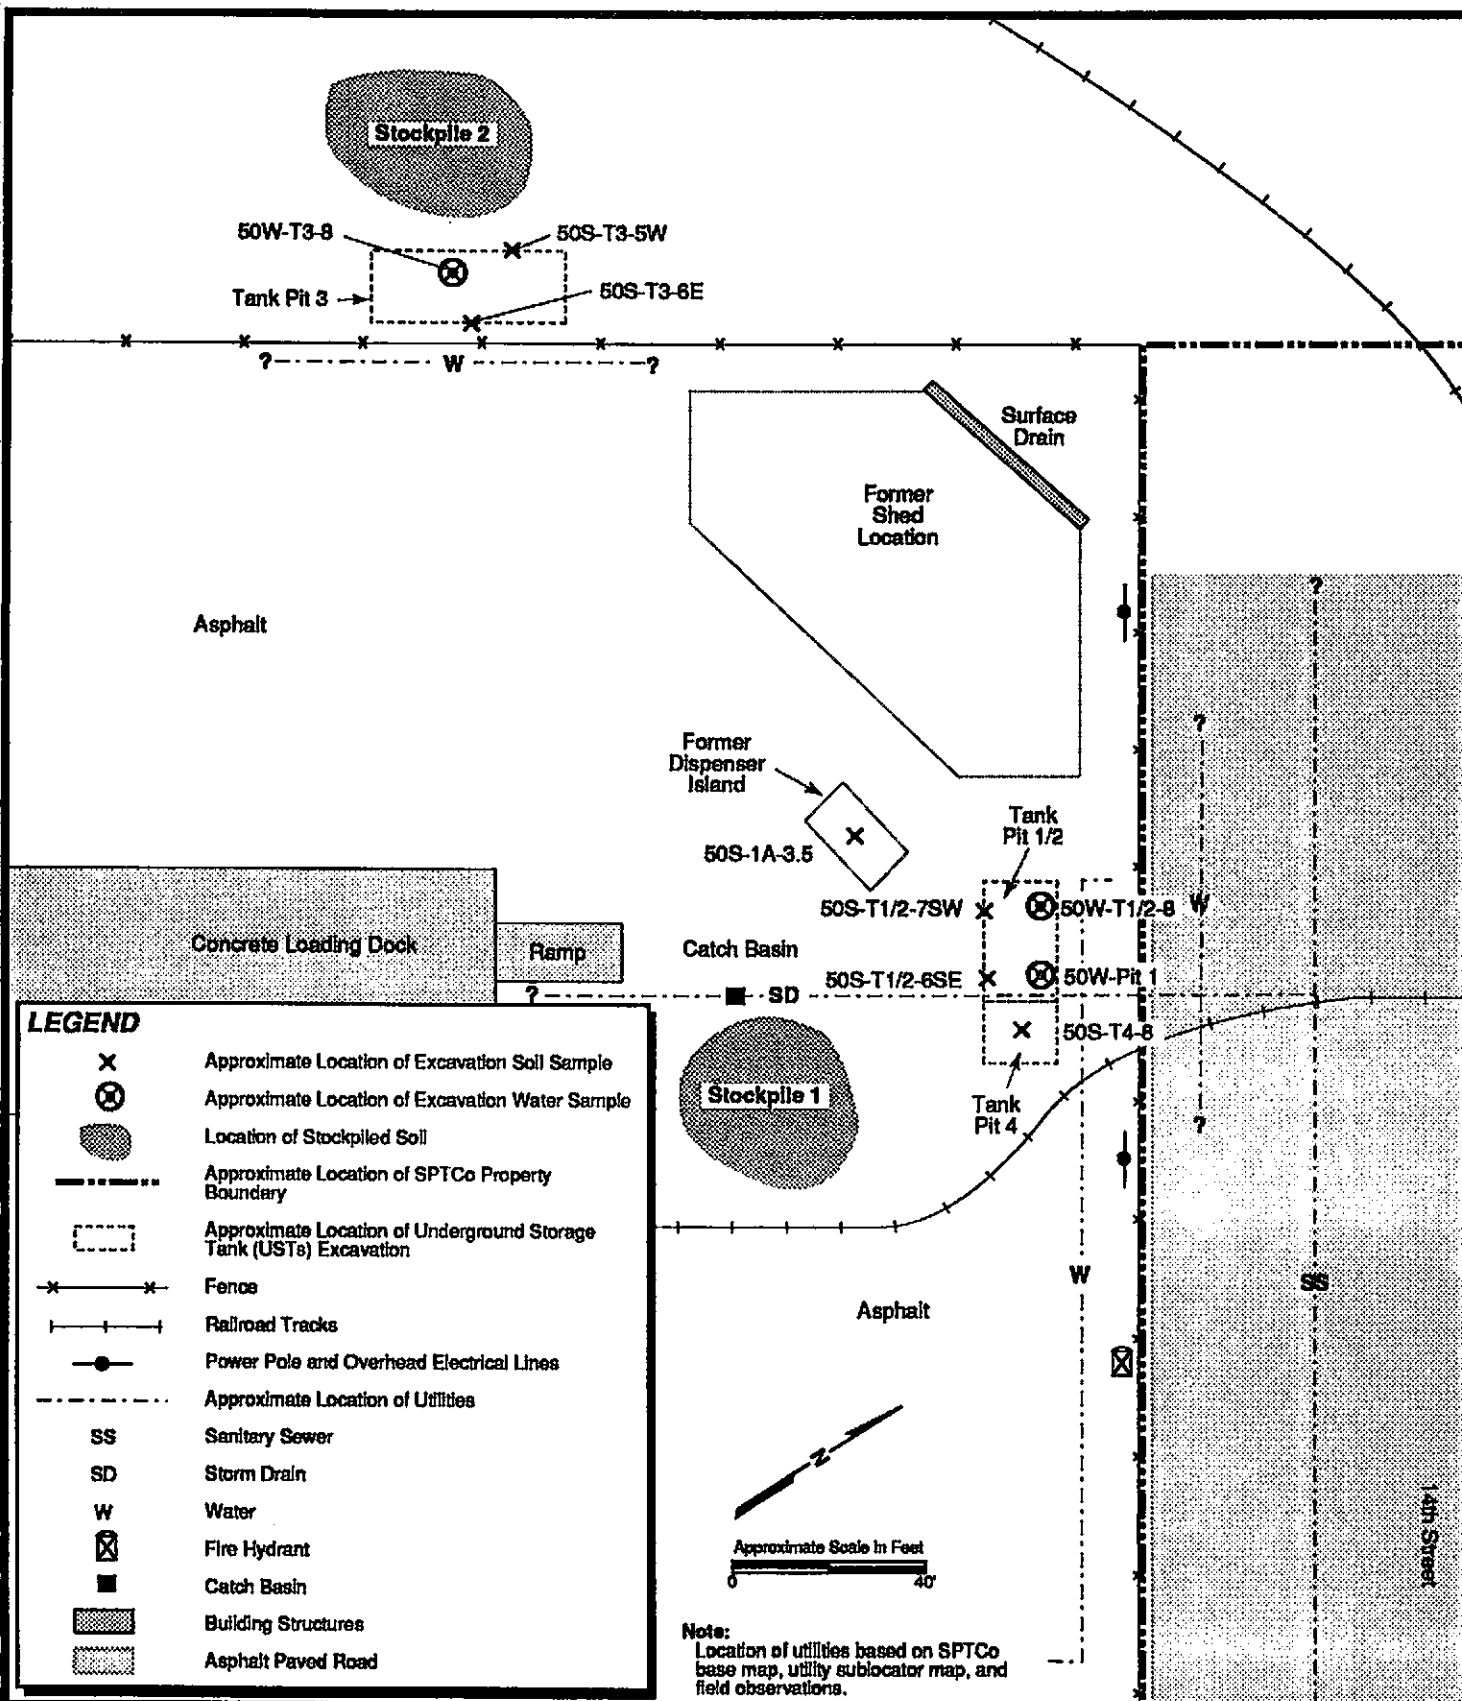 Stockpile 2
50W-T3-8
50S-T3-5W
Tank Pit 3
50S-T3-6E
? W ?
Surface
Drain
Former
Shed
Location
Asphalt
?
?
Former
Dispenser
Island
50S-1A-3.5
Tank
Pit 1/2
50S-T1/2-7SW
50W-T1/2-8
W
Concrete Loading Dock
Ramp
Catch Basin
50S-T1/2-6SE
50W-Pit 1
? SD
50S-T4-8
Stockpile 1
Tank
Pit 4
?
W
SS
Asphalt
14th Street
N
Approximate Scale In Feet
0 40'
Note:
Location of utilities based on SPTCo
base map, utility sublocator map, and
field observations.
LEGEND
Approximate Location of Excavation Soil Sample
Approximate Location of Excavation Water Sample
Location of Stockpiled Soil
Approximate Location of SPTCo Property
Boundary
Approximate Location of Underground Storage
Tank (USTs) Excavation
Fence
Railroad Tracks
Power Pole and Overhead Electrical Lines
Approximate Location of Utilities
SS Sanitary Sewer
SD Storm Drain
W Water
Fire Hydrant
Catch Basin
Building Structures
Asphalt Paved Road